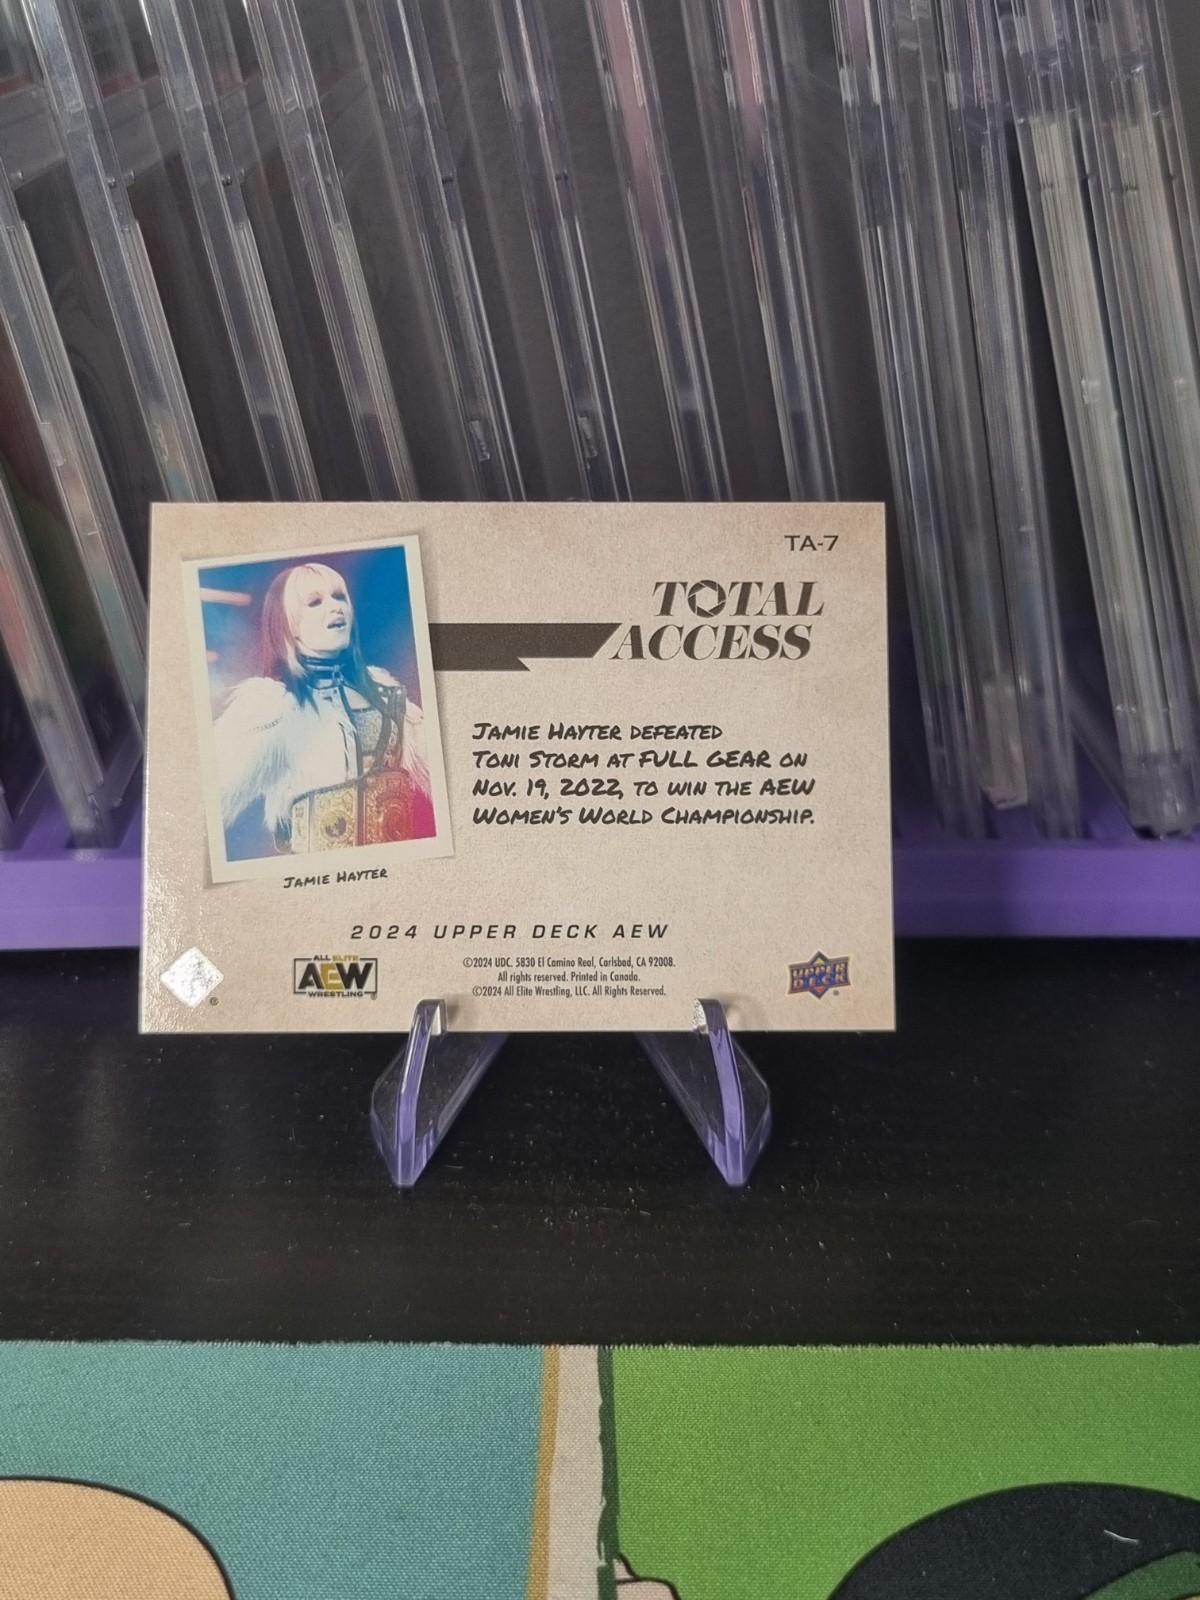 TA-7
TOTAL
ACCESS
JAMIE HAYTER DEFEATED
TONI STORM AT FULL GEAR ON
NOV. 19, 2022, TO WIN THE AEW
WOMEN'S WORLD CHAMPIONSHIP.
JAMIE HAYTER
2024 UPPER DECK AEW
©2024 UDC. 5830 El Camino Real, Carlsbad, CA 92008.
All rights reserved. Printed in Canada.
©2024 All Elite Wrestling, LLC. All Rights Reserved.
ALL ELITE
AEW
WRESTLING
UPPER
DECK
®